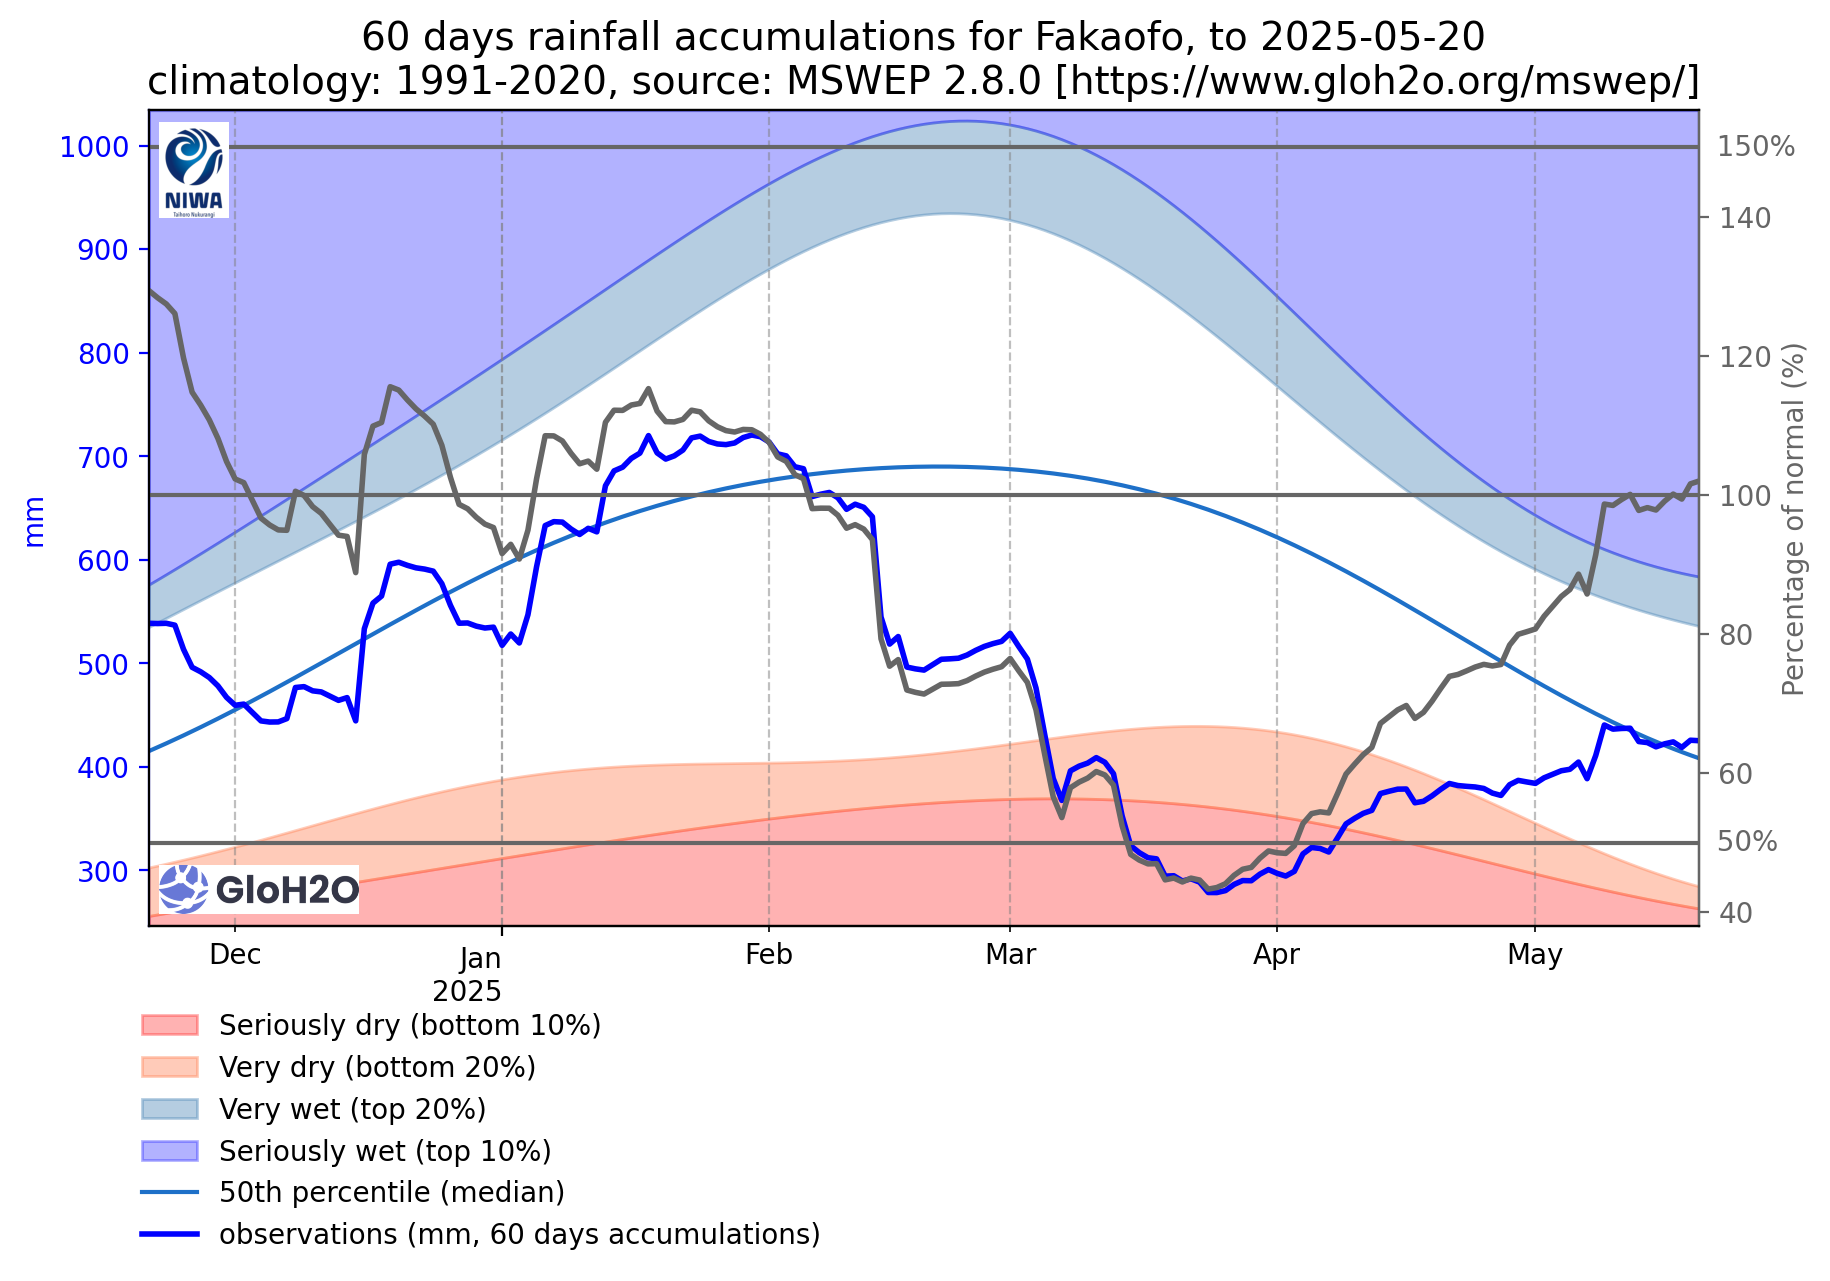 60 days rainfall accumulations for Fakaofo, to 2025-05-20
climatology: 1991-2020, source: MSWEP 2.8.0 [https://www.gloh2o.org/mswep/]
NIWA
Taihoro Nukurangi
1000
900
800
700
600
500
400
300
mm
150%
140
120
100
80
60
50%
40
Percentage of normal (%)
GloH2O
Dec
Jan
2025
Feb
Mar
Apr
May
Seriously dry (bottom 10%)
Very dry (bottom 20%)
Very wet (top 20%)
Seriously wet (top 10%)
50th percentile (median)
observations (mm, 60 days accumulations)